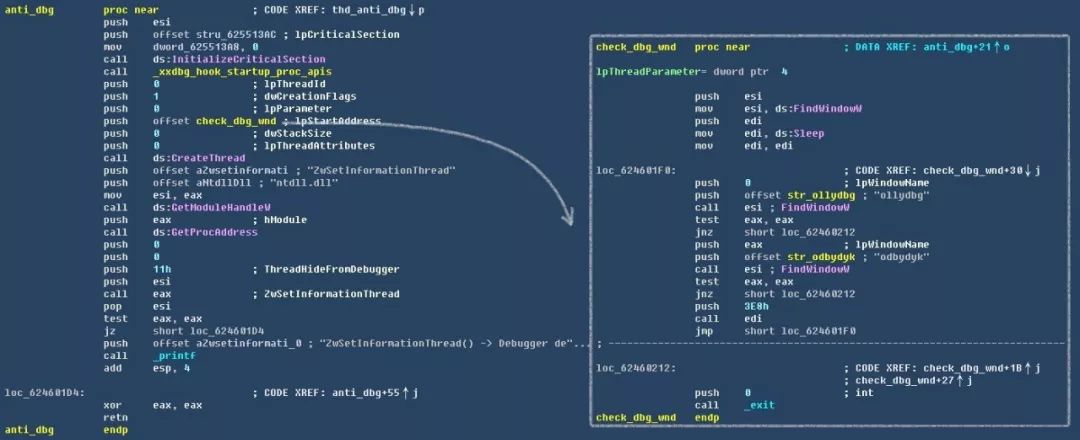 anti_dbg proc near ; CODE XREF: thd_anti_dbg↓p
push esi
push offset stru_625513AC ; lpCriticalSection
mov dword_625513A8, 0
call ds:InitializeCriticalSection
call _xxdbg_hook_startup_proc_apis
push 0 ; lpThreadId
push 1 ; dwCreationFlags
push 0 ; lpParameter
push offset check_dbg_wnd ; lpStartAddress
push 0 ; dwStackSize
push 0 ; lpThreadAttributes
call ds:CreateThread
push offset aZwsetinformati ; "ZwSetInformationThread"
push offset aNtdllDll ; "ntdll.dll"
mov esi, eax
call ds:GetModuleHandleW
push eax ; hModule
call ds:GetProcAddress
push 0
push 0
push 11h ; ThreadHideFromDebugger
push esi
call eax ; ZwSetInformationThread
pop esi
test eax, eax
jz short loc_624601D4
push offset aZwsetinformati_0 ; "ZwSetInformationThread() -> Debugger de"...
call _printf
add esp, 4
loc_624601D4: ; CODE XREF: anti_dbg+55↑j
xor eax, eax
retn
anti_dbg endp
check_dbg_wnd proc near ; DATA XREF: anti_dbg+21↑o
lpThreadParameter= dword ptr 4
push esi
mov esi, ds:FindWindowW
push edi
mov edi, ds:Sleep
mov edi, edi
loc_624601F0: ; CODE XREF: check_dbg_wnd+30↓j
push 0 ; lpWindowName
push offset str_ollydbg ; "ollydbg"
call esi ; FindWindowW
test eax, eax
jnz short loc_62460212
push eax ; lpWindowName
push offset str_odbydyk ; "odbydyk"
call esi ; FindWindowW
test eax, eax
jnz short loc_62460212
push 3E8h
call edi
jmp short loc_624601F0
; ---------------------------------------------------------------------------
loc_62460212: ; CODE XREF: check_dbg_wnd+1B↑j
; check_dbg_wnd+27↑j
push 0 ; int
call _exit
check_dbg_wnd endp